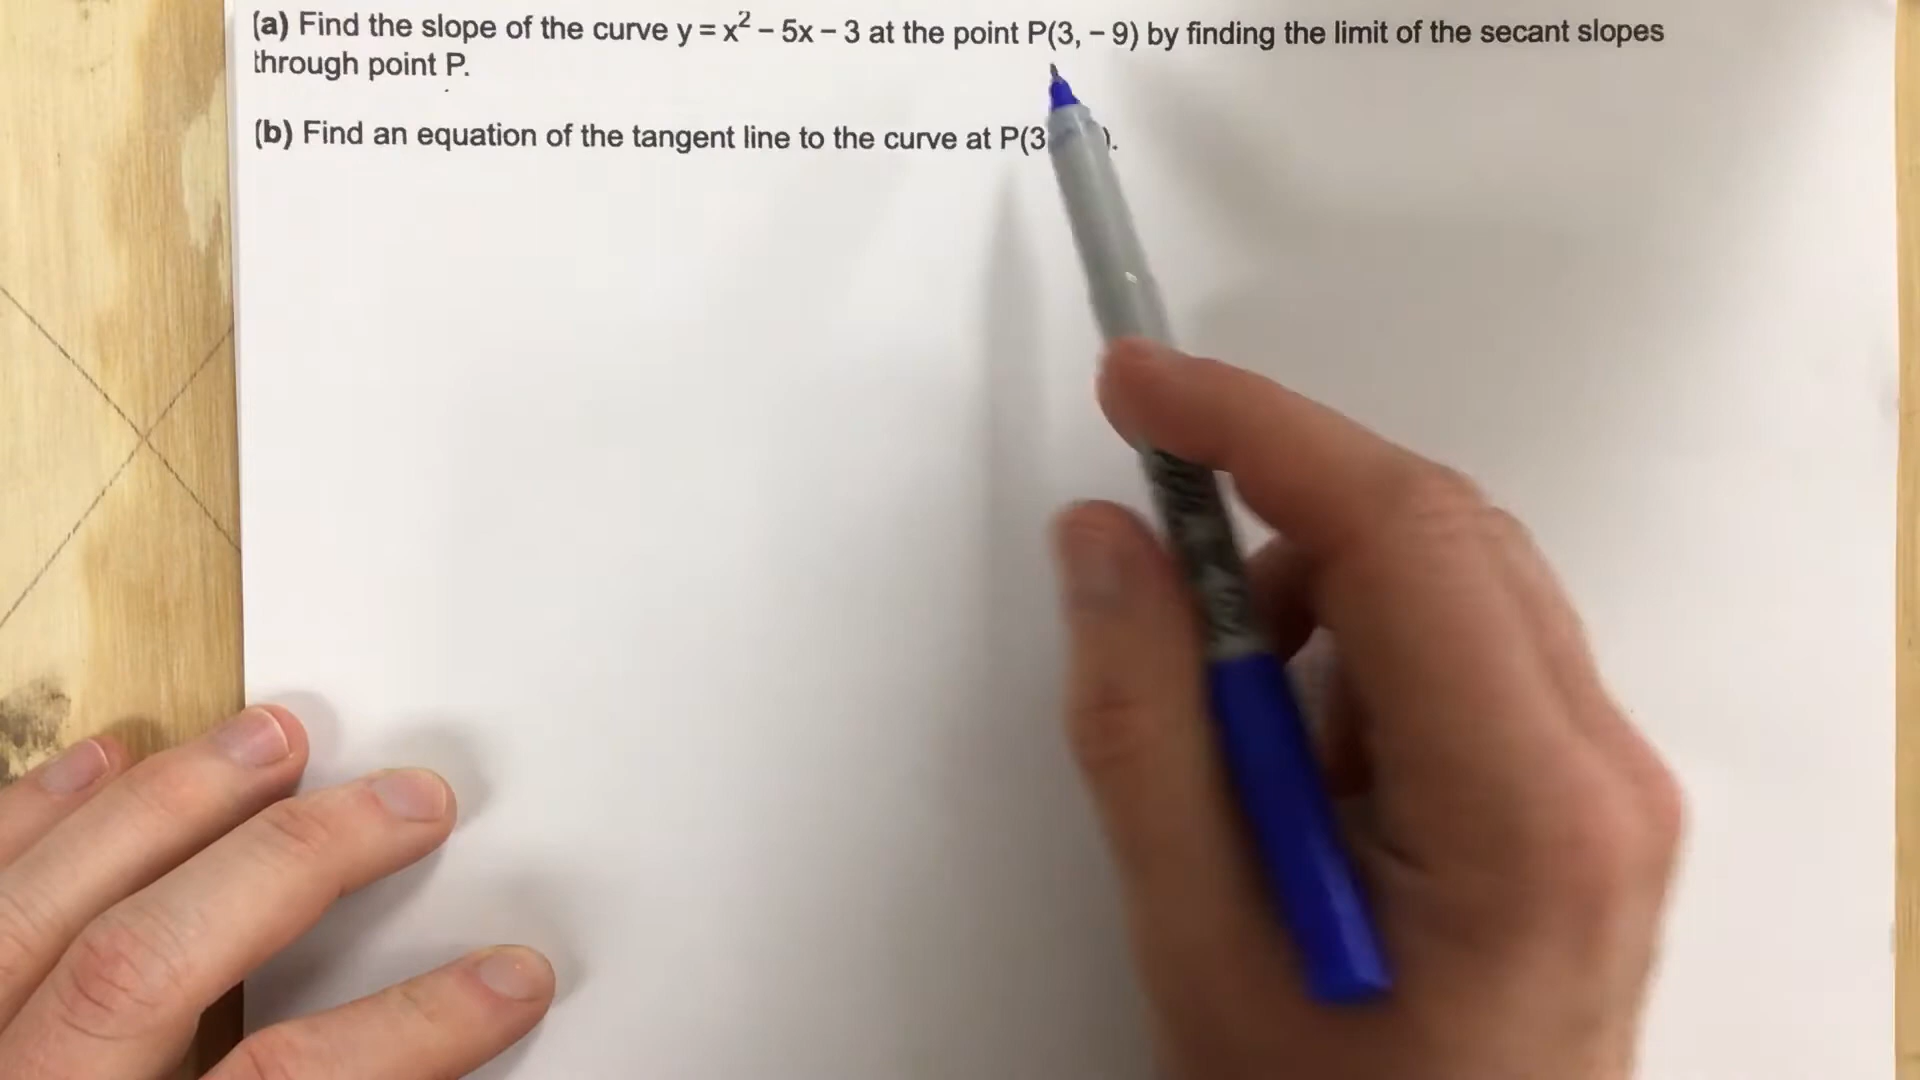 (a) Find the slope of the curve y = x² − 5x − 3 at the point P(3, − 9) by finding the limit of the secant slopes
through point P.
(b) Find an equation of the tangent line to the curve at P(3 ).